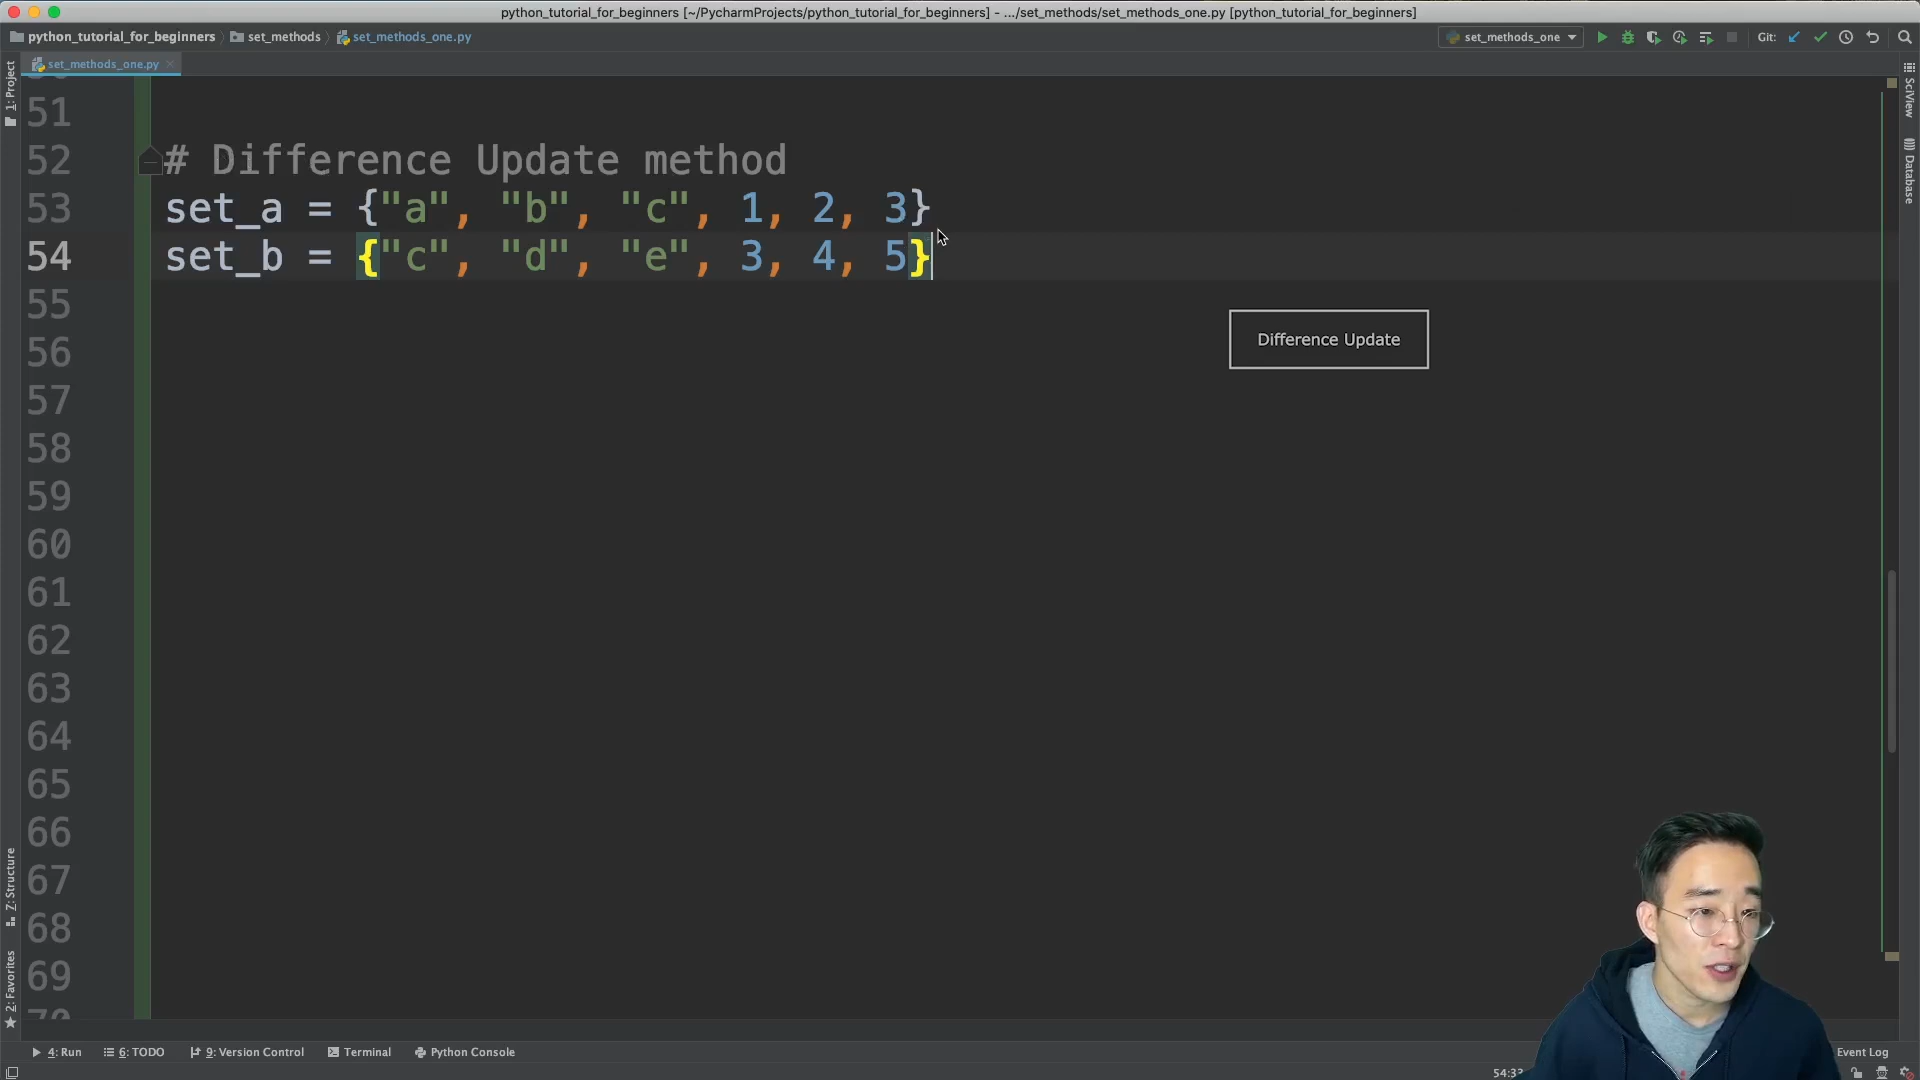 python_tutorial_for_beginners [~/PycharmProjects/python_tutorial_for_beginners] - .../set_methods/set_methods_one.py [python_tutorial_for_beginners]
python_tutorial_for_beginners set_methods set_methods_one.py
set_methods_one Git:
set_methods_one.py
1: Project
SciView
Database
51
52 # Difference Update method
53 set_a = {"a", "b", "c", 1, 2, 3}
54 set_b = {"c", "d", "e", 3, 4, 5}
55
Difference Update
56
57
58
59
60
61
62
63
64
65
66
67
68
69
70
Z: Structure
2: Favorites
4: Run 6: TODO 9: Version Control Terminal Python Console Event Log